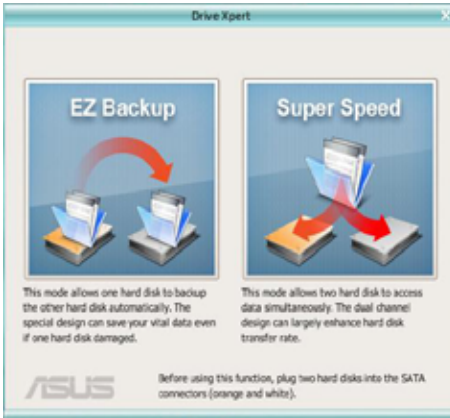 Drive Xpert
EZ Backup
Super Speed
This mode allows one hard disk to backup
the other hard disk automatically. The
special design can save your vital data even
if one hard disk damaged.
This mode allows two hard disk to access
data simultaneously. The dual channel
design can largely enhance hard disk
transfer rate.
ASUS
Before using this function, plug two hard disks into the SATA
connectors (orange and white).